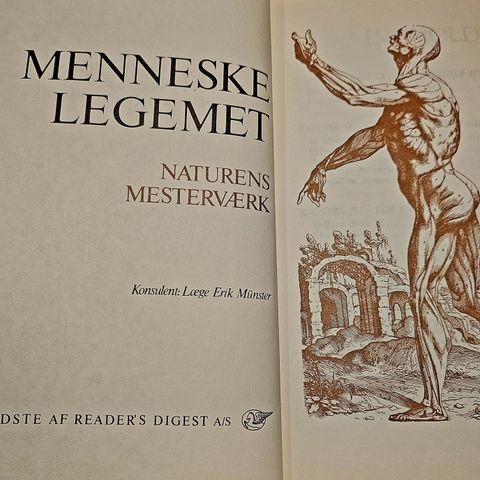 MENNESKE
LEGEMET
NATURENS
MESTERVÆRK
Konsulent: Læge Erik Münster
DSTE AF READER'S DIGEST A/S